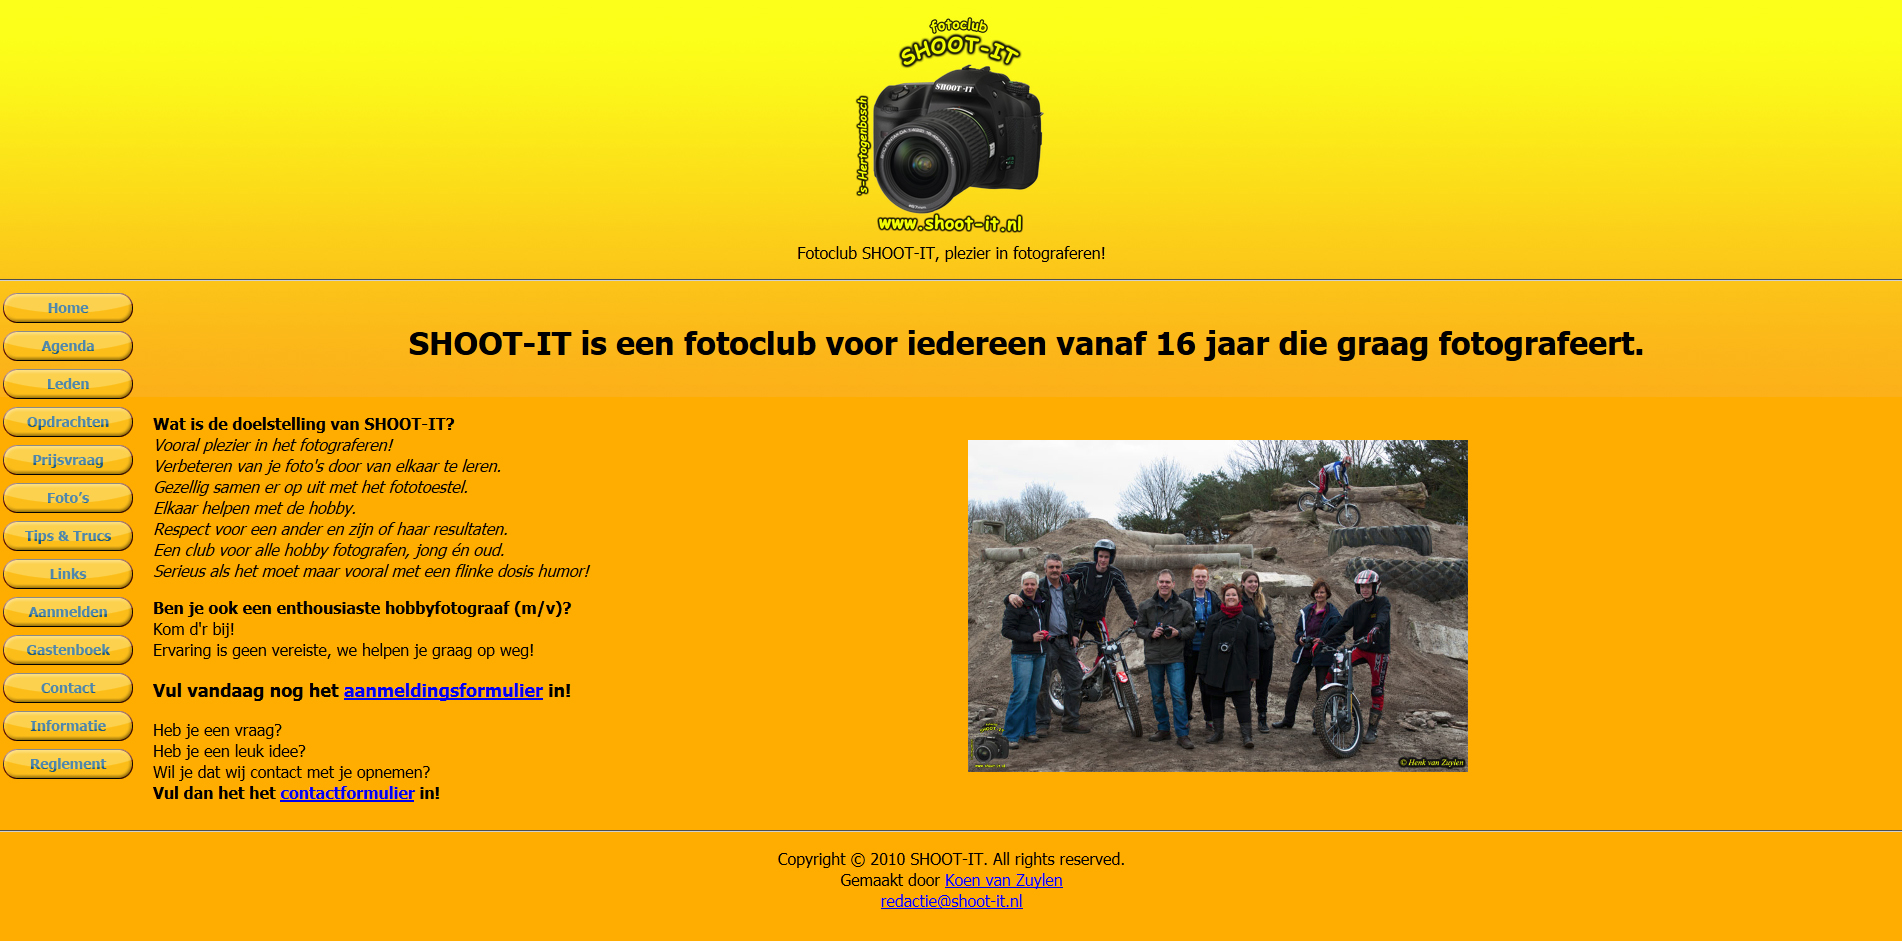 fotoclub
SHOOT-IT
SHOOT-IT
's-Hertogenbosch
www.shoot-it.nl
Fotoclub SHOOT-IT, plezier in fotograferen!
Home
Agenda
Leden
Opdrachten
Prijsvraag
Foto's
Tips & Trucs
Links
Aanmelden
Gastenboek
Contact
Informatie
Reglement
SHOOT-IT is een fotoclub voor iedereen vanaf 16 jaar die graag fotografeert.
Wat is de doelstelling van SHOOT-IT?
Vooral plezier in het fotograferen!
Verbeteren van je foto's door van elkaar te leren.
Gezellig samen er op uit met het fototoestel.
Elkaar helpen met de hobby.
Respect voor een ander en zijn of haar resultaten.
Een club voor alle hobby fotografen, jong én oud.
Serieus als het moet maar vooral met een flinke dosis humor!
Ben je ook een enthousiaste hobbyfotograaf (m/v)?
Kom d'r bij!
Ervaring is geen vereiste, we helpen je graag op weg!
Vul vandaag nog het aanmeldingsformulier in!
Heb je een vraag?
Heb je een leuk idee?
Wil je dat wij contact met je opnemen?
Vul dan het het contactformulier in!
© Henk van Zuylen
Copyright © 2010 SHOOT-IT. All rights reserved.
Gemaakt door Koen van Zuylen
redactie@shoot-it.nl